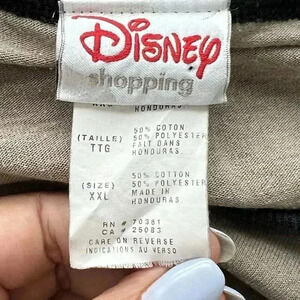 Disney
shopping
HONDURAS
50% COTTON
(TAILLE) 50% POLYESTER
TTG FAIT DANS
HONDURAS
50% COTON
(SIZE) 50% POLYESTER
XXL MADE IN
HONDURAS
RN # 70381
CA # 25083
CARE ON REVERSE
INDICATIONS AU VERSO